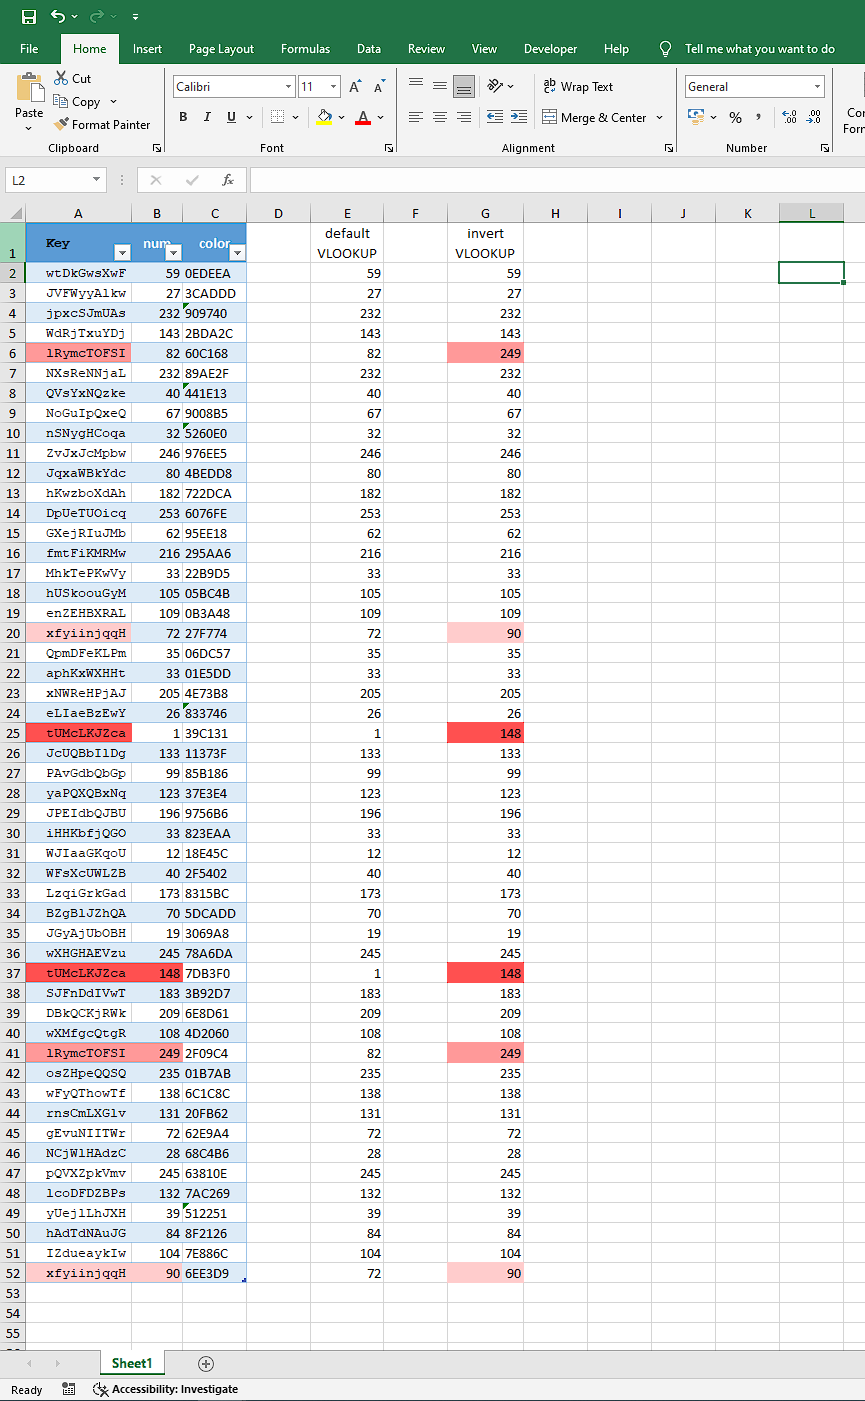 File Home Insert Page Layout Formulas Data Review View Developer Help Tell me what you want to do
Paste
Cut
Copy
Format Painter
Clipboard
Calibri 11
B I U
Font
Wrap Text
Merge & Center
Alignment
General
% ,
Number
Con
Form
L2 fx
A B C D E F G H I J K L
1 Key num color default VLOOKUP invert VLOOKUP
2 wtDkGwsXwF 59 0EDEEA 59 59
3 JVFWyyAlkw 27 3CADDD 27 27
4 jpxcSJmUAs 232 909740 232 232
5 WdRjTxuYDj 143 2BDA2C 143 143
6 lRymcTOFSI 82 60C168 82 249
7 NXsReNNjaL 232 89AE2F 232 232
8 QVsYxNQzke 40 441E13 40 40
9 NoGuIpQxeQ 67 9008B5 67 67
10 nSNygHCoqa 32 5260E0 32 32
11 ZvJxJcMpbw 246 976EE5 246 246
12 JqxaWBkYdc 80 4BEDD8 80 80
13 hKwzboXdAh 182 722DCA 182 182
14 DpUeTUOicq 253 6076FE 253 253
15 GXejRIuJMb 62 95EE18 62 62
16 fmtFiKMRMw 216 295AA6 216 216
17 MhkTePKwVy 33 22B9D5 33 33
18 hUSkoouGyM 105 05BC4B 105 105
19 enZEHBXRAL 109 0B3A48 109 109
20 xfyiinjqgH 72 27F774 72 90
21 QpmDFeKLPm 35 06DC57 35 35
22 aphKxWXHHt 33 01E5DD 33 33
23 xNWReHPjAJ 205 4E73B8 205 205
24 eLIaeBzEwY 26 833746 26 26
25 tUMcLKJZca 1 39C131 1 148
26 JcUQBbIlDg 133 11373F 133 133
27 PAvGdbQbGp 99 85B186 99 99
28 yaPQXQBxNq 123 37E3E4 123 123
29 JPEIdbQJBU 196 9756B6 196 196
30 iHHKbfjQGO 33 823EAA 33 33
31 WJIaaGKqoU 12 18E45C 12 12
32 WFsXcUWLZB 40 2F5402 40 40
33 LzqiGrkGad 173 8315BC 173 173
34 BZgBlJZhQA 70 5DCADD 70 70
35 JGyAjUbOBH 19 3069A8 19 19
36 wXHGHAEVzu 245 78A6DA 245 245
37 tUMcLKJZca 148 7DB3F0 1 148
38 SJFnDdIVwT 183 3B92D7 183 183
39 DBkQCKjRWk 209 6E8D61 209 209
40 wXMfgcQtgR 108 4D2060 108 108
41 lRymcTOFSI 249 2F09C4 82 249
42 osZHpeQQSQ 235 01B7AB 235 235
43 wFyQThowTf 138 6C1C8C 138 138
44 rnsCmLXGlv 131 20FB62 131 131
45 gEvuNIITWr 72 62E9A4 72 72
46 NCjWlHAdzC 28 68C4B6 28 28
47 pQVXZpkVmv 245 63810E 245 245
48 lcoDFDZBPs 132 7AC269 132 132
49 yUejlLhJXH 39 512251 39 39
50 hAdTdNAuJG 84 8F2126 84 84
51 IZdueaykIw 104 7E886C 104 104
52 xfyiinjqgH 90 6EE3D9 72 90
53
54
55
Sheet1
Ready Accessibility: Investigate